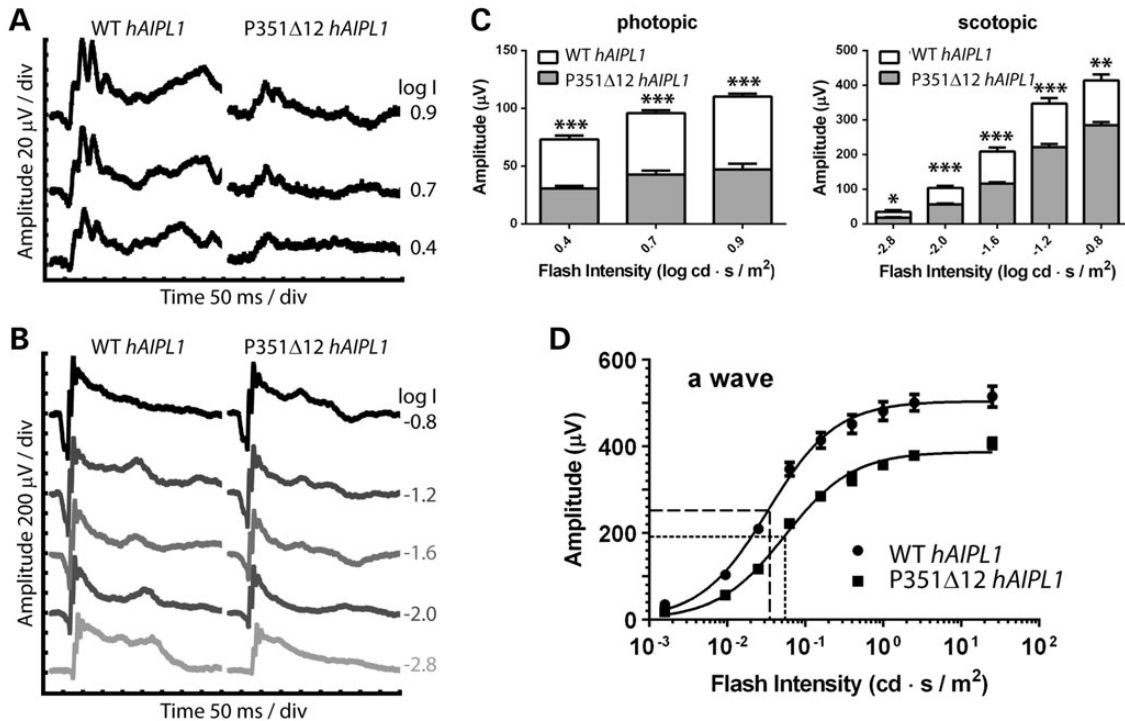 A
WT hAIPL1
P351Δ12 hAIPL1
log I
0.9
0.7
0.4
Amplitude 20 μV / div
Time 50 ms / div
B
WT hAIPL1
P351Δ12 hAIPL1
log I
-0.8
-1.2
-1.6
-2.0
-2.8
Amplitude 200 μV / div
Time 50 ms / div
C
photopic
WT hAIPL1
P351Δ12 hAIPL1
150
100
50
0
Amplitude (μV)
***
***
***
0.4
0.7
0.9
Flash Intensity (log cd · s / m²)
scotopic
WT hAIPL1
P351Δ12 hAIPL1
500
400
300
200
100
0
Amplitude (μV)
*
***
***
***
**
-2.8
-2.0
-1.6
-1.2
-0.8
Flash Intensity (log cd · s / m²)
D
a wave
600
400
200
0
Amplitude (μV)
WT hAIPL1
P351Δ12 hAIPL1
10⁻³
10⁻²
10⁻¹
10⁰
10¹
10²
Flash Intensity (cd · s / m²)